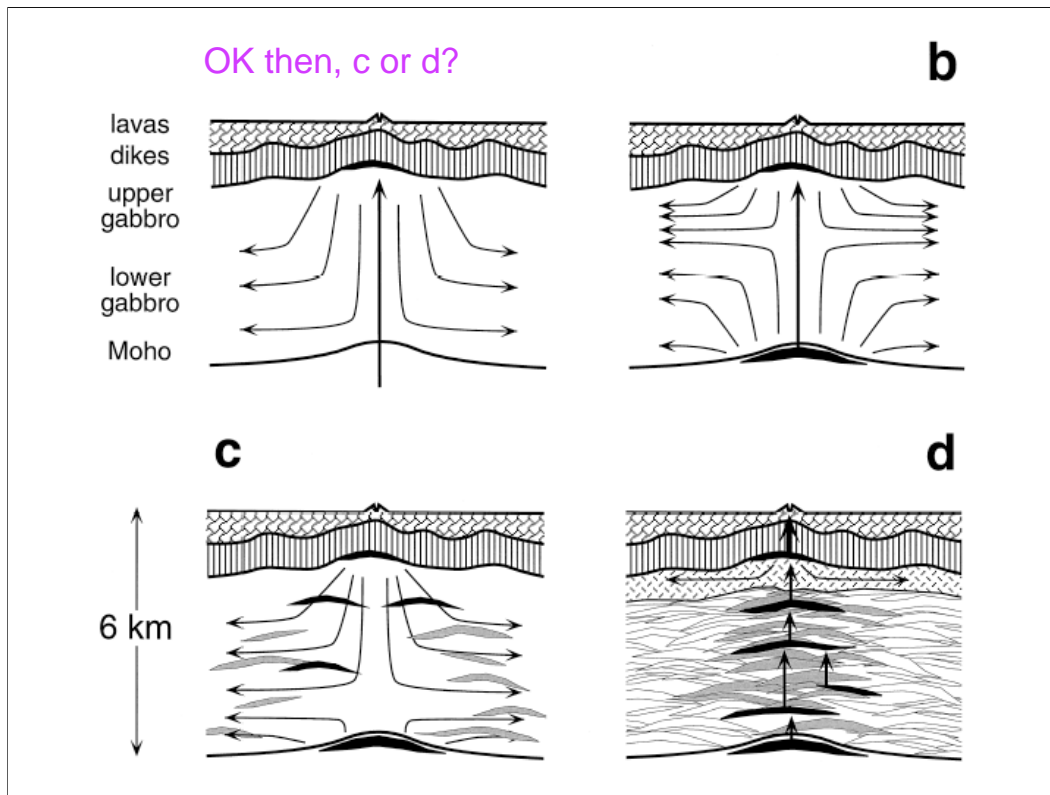 OK then, c or d?
b
lavas
dikes
upper
gabbro
lower
gabbro
Moho
c
d
6 km